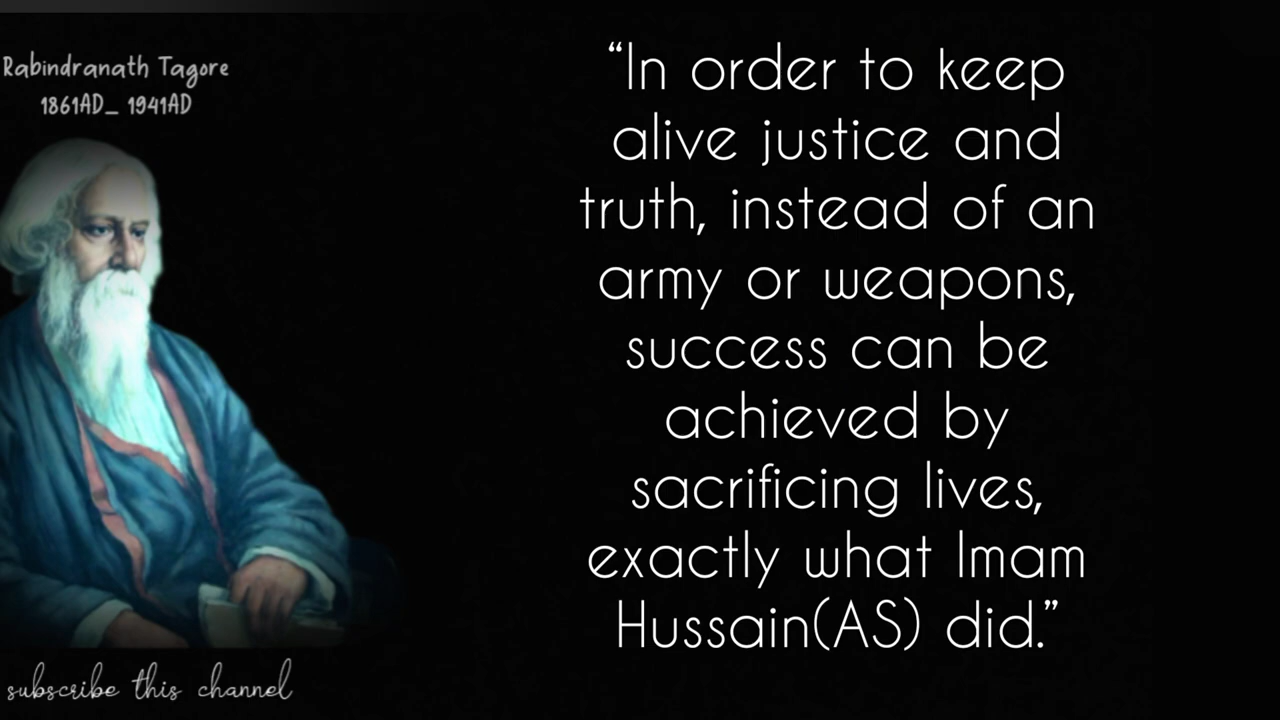 Rabindranath Tagore
1861AD_ 1941AD
“In order to keep
alive justice and
truth, instead of an
army or weapons,
success can be
achieved by
sacrificing lives,
exactly what Imam
Hussain(AS) did.”
subscribe this channel